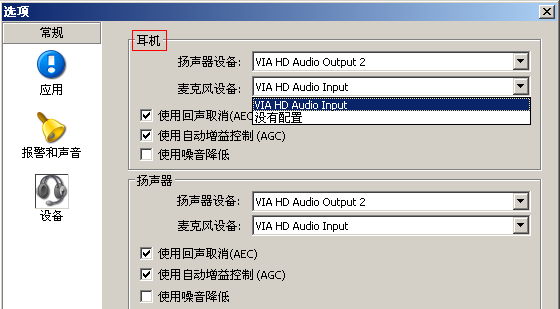 选项
常规
应用
报警和声音
设备
耳机
扬声器设备: VIA HD Audio Output 2
麦克风设备: VIA HD Audio Input
VIA HD Audio Input
没有配置
使用回声取消(AEC
使用自动增益控制 (AGC)
使用噪音降低
扬声器
扬声器设备: VIA HD Audio Output 2
麦克风设备: VIA HD Audio Input
使用回声取消(AEC)
使用自动增益控制 (AGC)
使用噪音降低